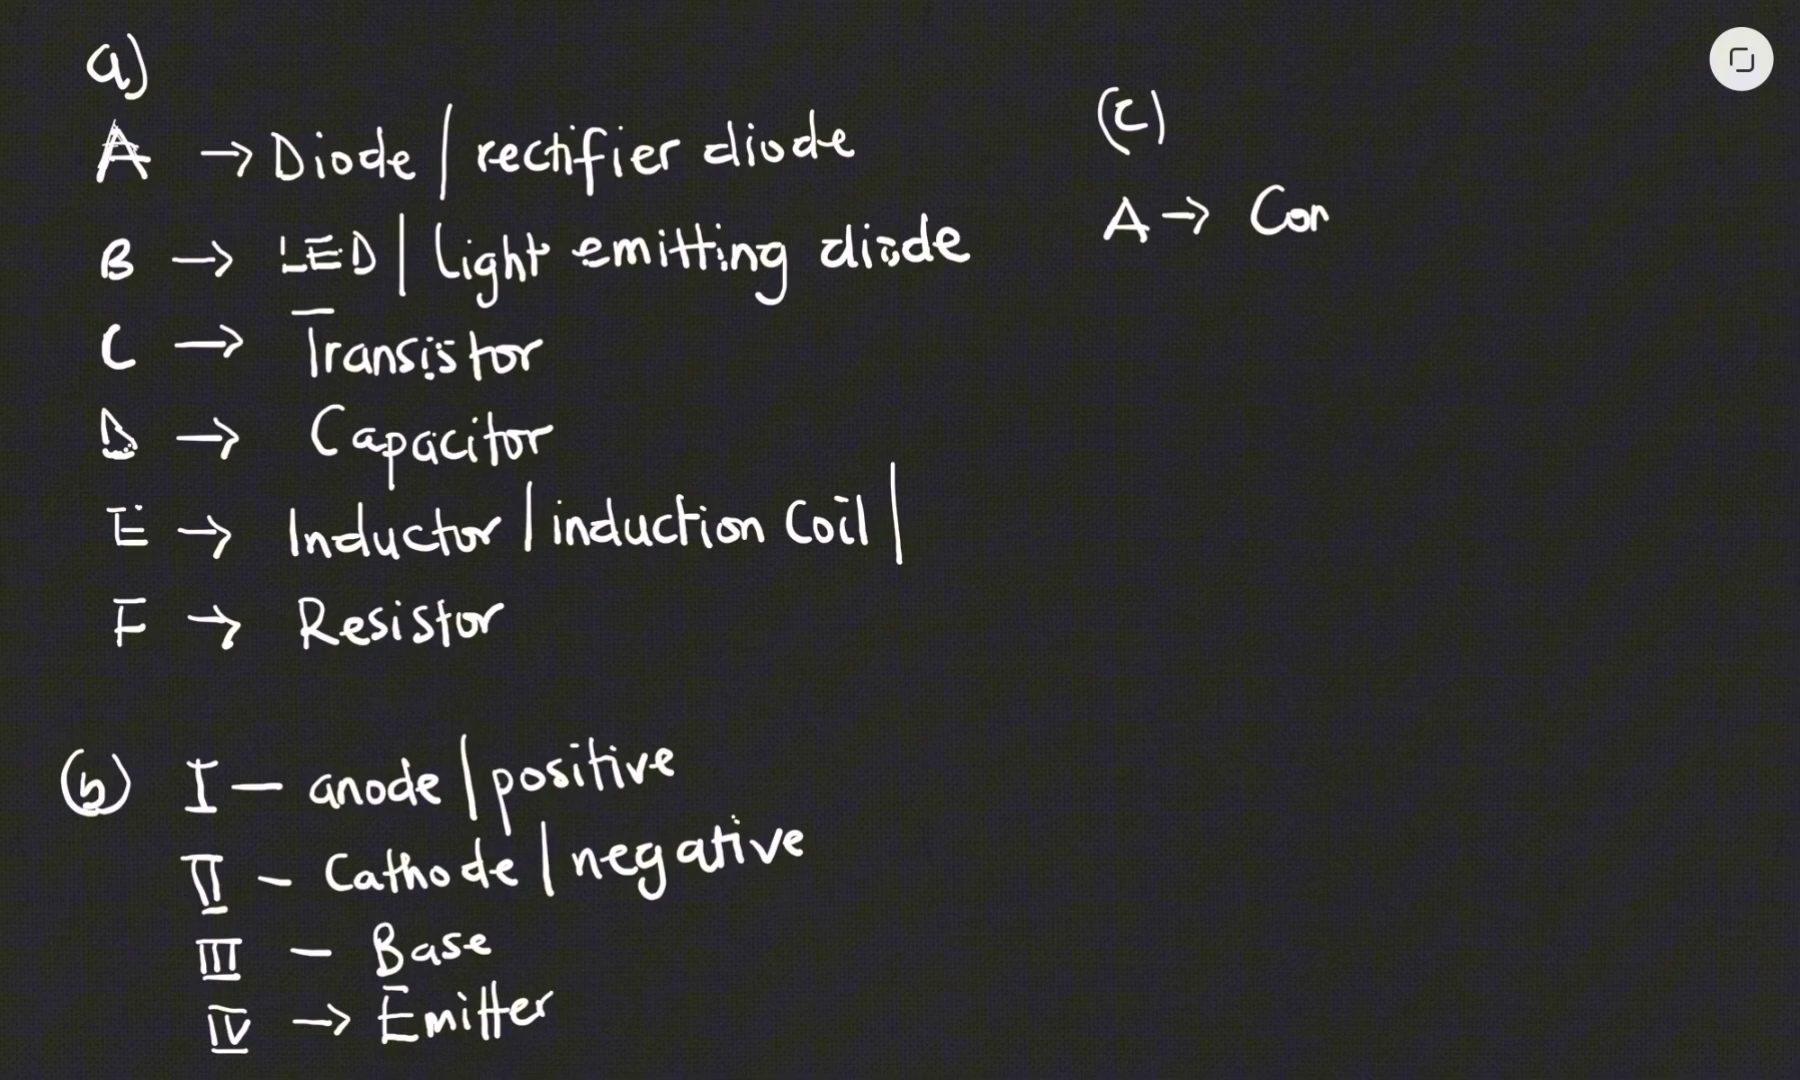 a)
A → Diode / rectifier diode
B → LED | light emitting diode
C → Transistor
D → Capacitor
E → Inductor | induction Coil |
F → Resistor
(b) I – anode | positive
II – Cathode | negative
III – Base
IV → Emitter
(c)
A → Con